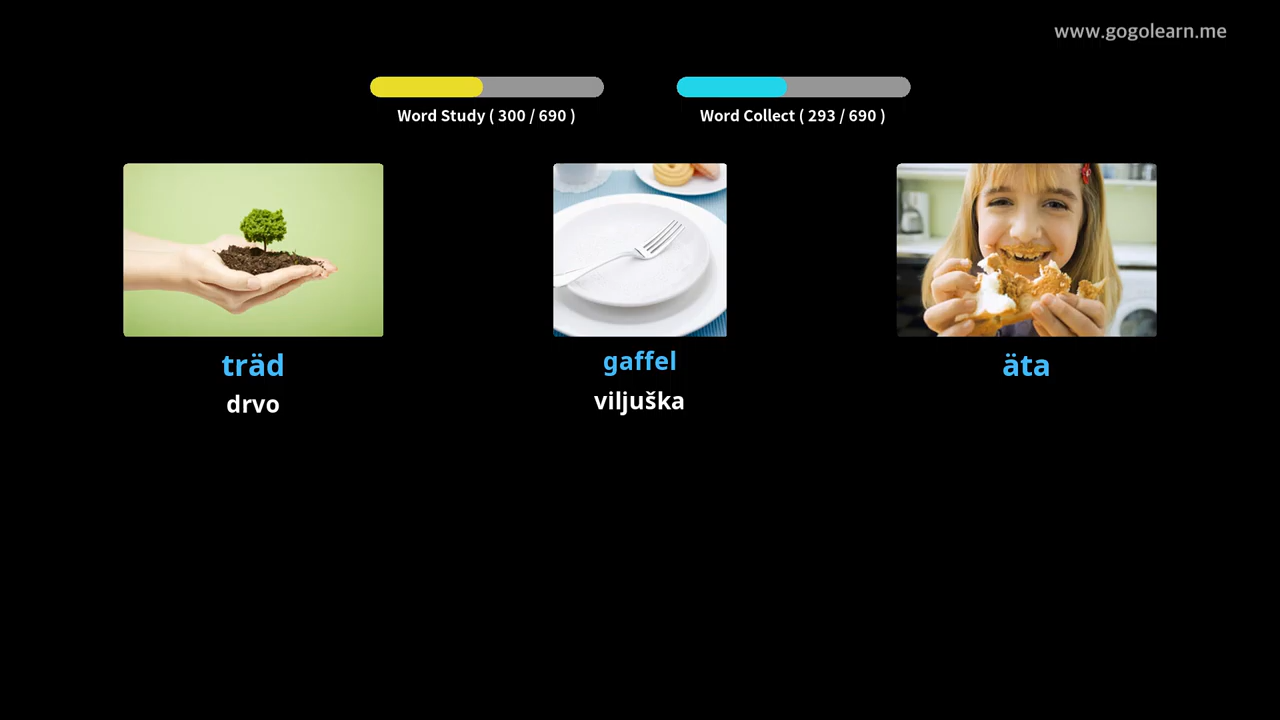 www.gogolearn.me
Word Study ( 300 / 690 )
Word Collect ( 293 / 690 )
träd
drvo
gaffel
viljuška
äta